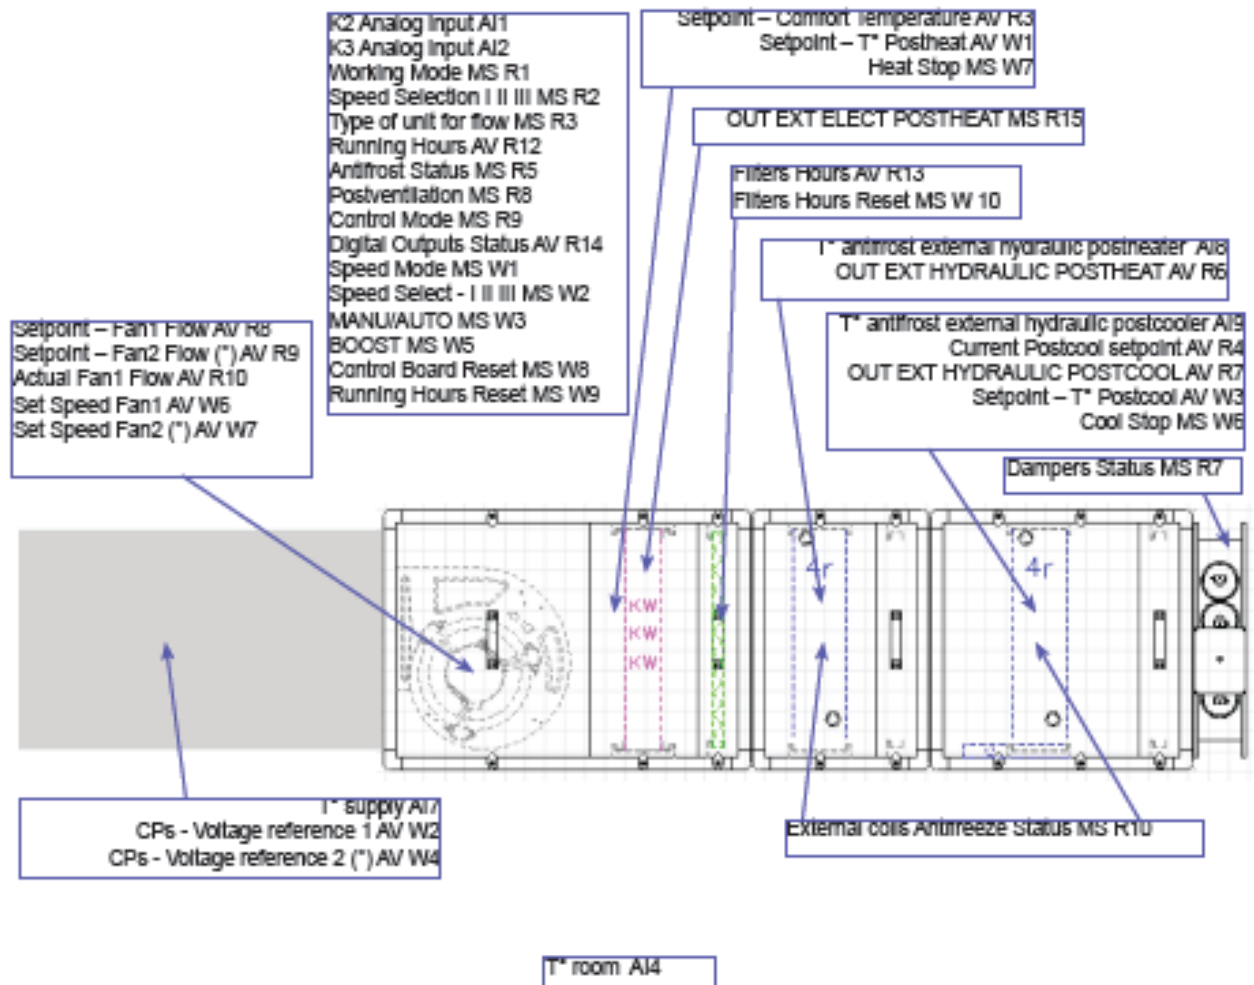 K2 Analog Input AI1
K3 Analog Input AI2
Working Mode MS R1
Speed Selection I II III MS R2
Type of unit for flow MS R3
Running Hours AV R12
Antifrost Status MS R5
Postventilation MS R8
Control Mode MS R9
Digital Outputs Status AV R14
Speed Mode MS W1
Speed Select - I II III MS W2
MANU/AUTO MS W3
BOOST MS W5
Control Board Reset MS W8
Running Hours Reset MS W9
Setpoint – Comfort Temperature AV R3
Setpoint – T° Postheat AV W1
Heat Stop MS W7
OUT EXT ELECT POSTHEAT MS R15
Filters Hours AV R13
Filters Hours Reset MS W 10
T° antifrost external hydraulic postheater AI8
OUT EXT HYDRAULIC POSTHEAT AV R6
T° antifrost external hydraulic postcooler AI9
Current Postcool setpoint AV R4
OUT EXT HYDRAULIC POSTCOOL AV R7
Setpoint – T° Postcool AV W3
Cool Stop MS W6
Dampers Status MS R7
Setpoint – Fan1 Flow AV R8
Setpoint – Fan2 Flow (*) AV R9
Actual Fan1 Flow AV R10
Set Speed Fan1 AV W6
Set Speed Fan2 (*) AV W7
4r
4r
KW
KW
KW
T° supply AI7
CPs - Voltage reference 1 AV W2
CPs - Voltage reference 2 (*) AV W4
External coils Antifreeze Status MS R10
T° room AI4